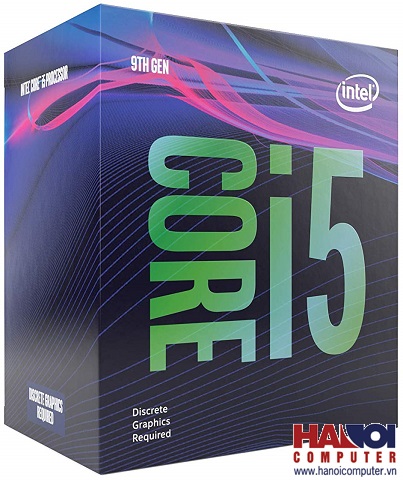 INTEL® CORE™ i5 PROCESSOR
9TH GEN
intel
CORE i5
DISCRETE GRAPHICS
REQUIRED
Discrete
Graphics
Required
HANOI
COMPUTER
www.hanoicomputer.vn